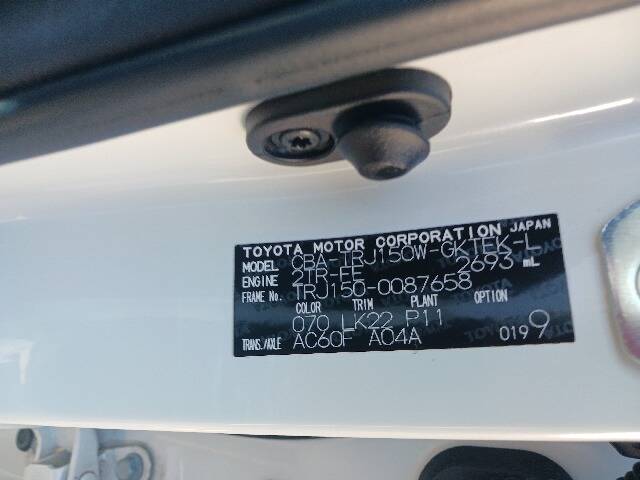 TOYOTA MOTOR CORPORATION JAPAN
MODEL CBA-TRJ150W-GKTEK-L
ENGINE 2TR-FE 2693 mL
FRAME No. TRJ150-0087658
COLOR TRIM PLANT OPTION
070 LK22 P11
TRANS./AXLE AC60F A04A 0199